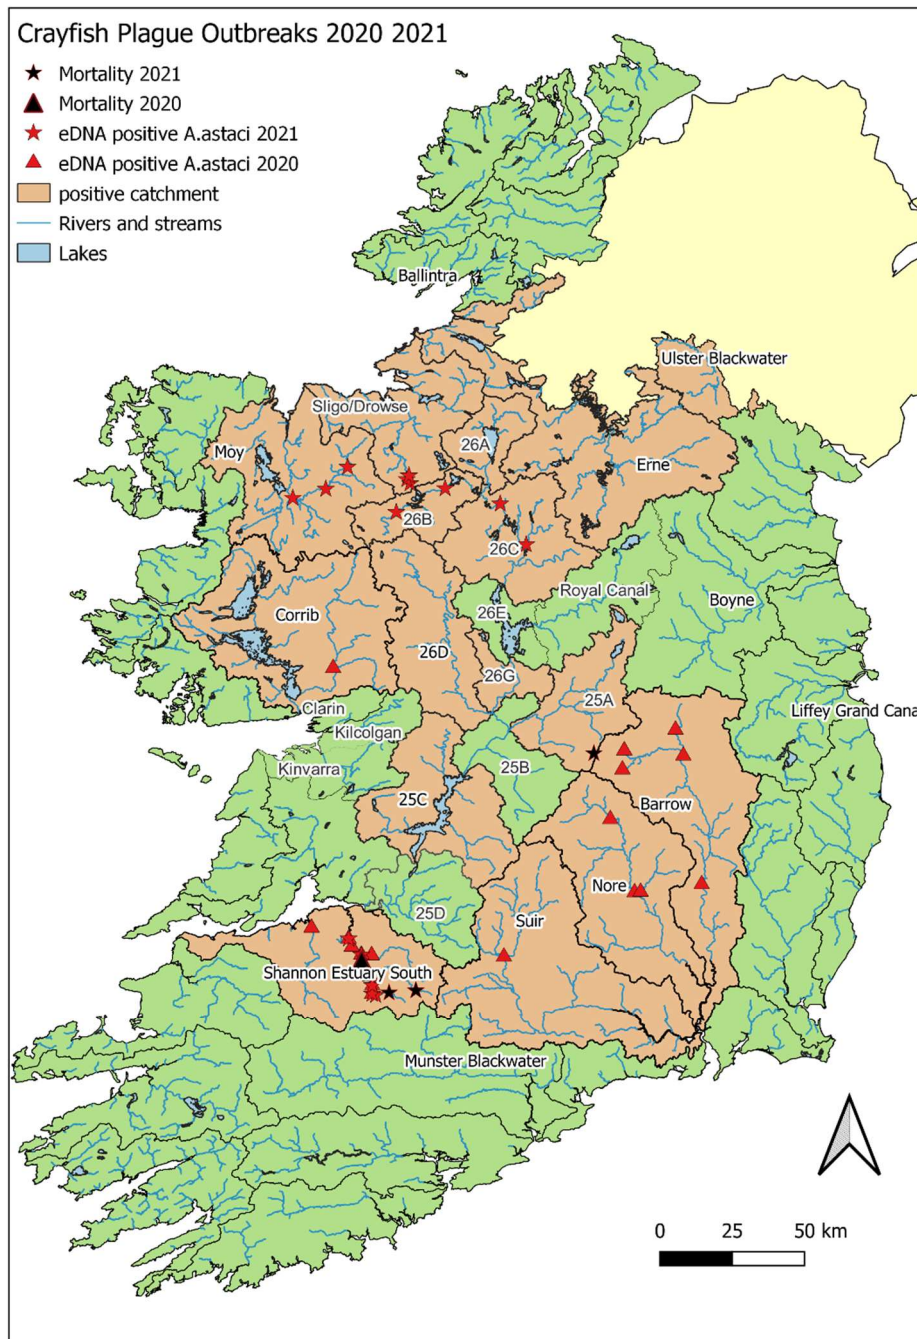 Crayfish Plague Outbreaks 2020 2021
Mortality 2021
Mortality 2020
eDNA positive A.astaci 2021
eDNA positive A.astaci 2020
positive catchment
Rivers and streams
Lakes
Ballintra
Ulster Blackwater
Sligo/Drowse
26A
Moy
Erne
26B
26C
Royal Canal
Boyne
26E
Corrib
26D
26G
25A
Clarin
Liffey Grand Cana
Kilcolgan
Kinvarra
25B
25C
Barrow
Nore
25D
Suir
Shannon Estuary South
Munster Blackwater
0 25 50 km